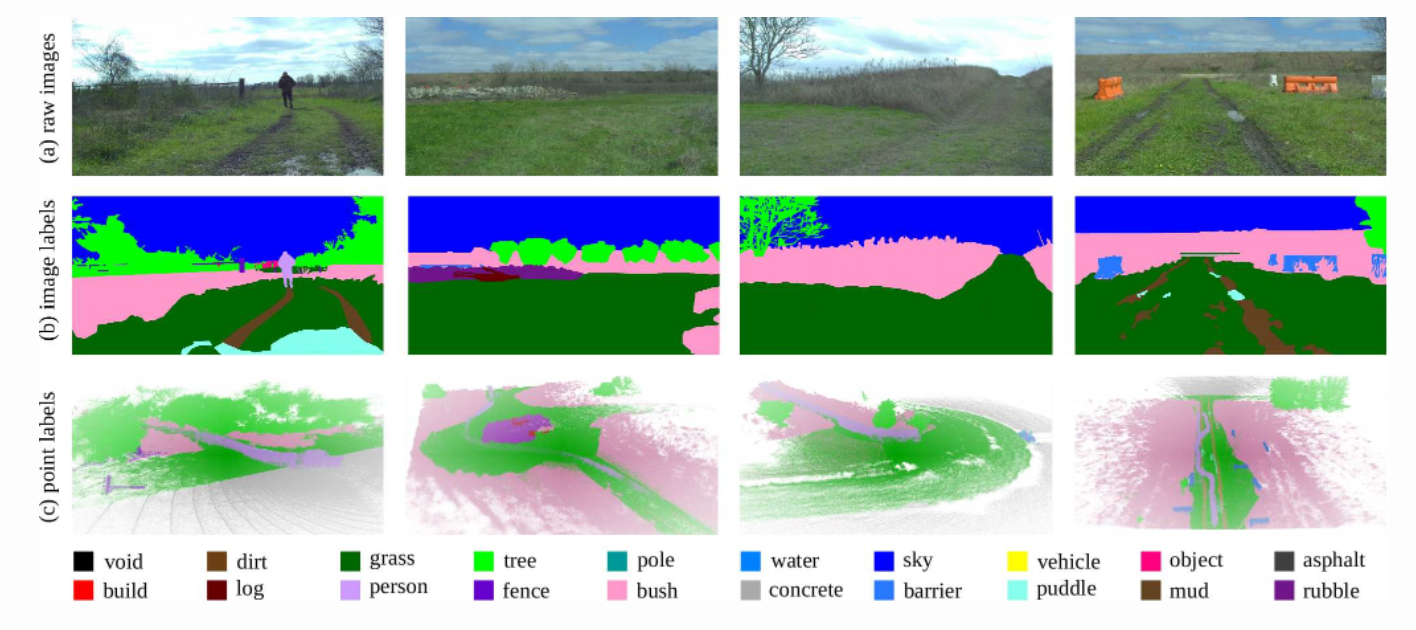 (a) raw images
(b) image labels
(c) point labels
void dirt grass tree pole water sky vehicle object asphalt
build log person fence bush concrete barrier puddle mud rubble